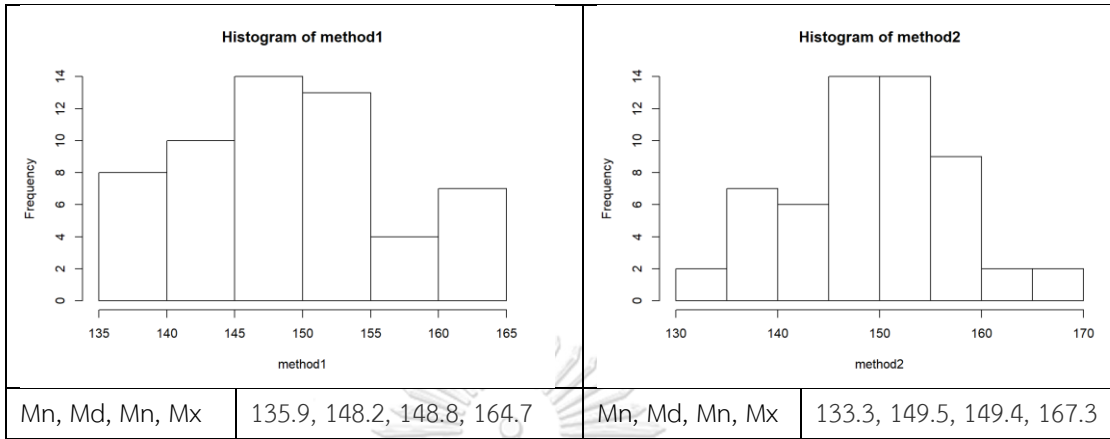 Histogram of method1
Frequency
14
12
10
8
6
4
2
0
135 140 145 150 155 160 165
method1
Histogram of method2
Frequency
14
12
10
8
6
4
2
0
130 140 150 160 170
method2
Mn, Md, Mn, Mx 135.9, 148.2, 148.8, 164.7 Mn, Md, Mn, Mx 133.3, 149.5, 149.4, 167.3